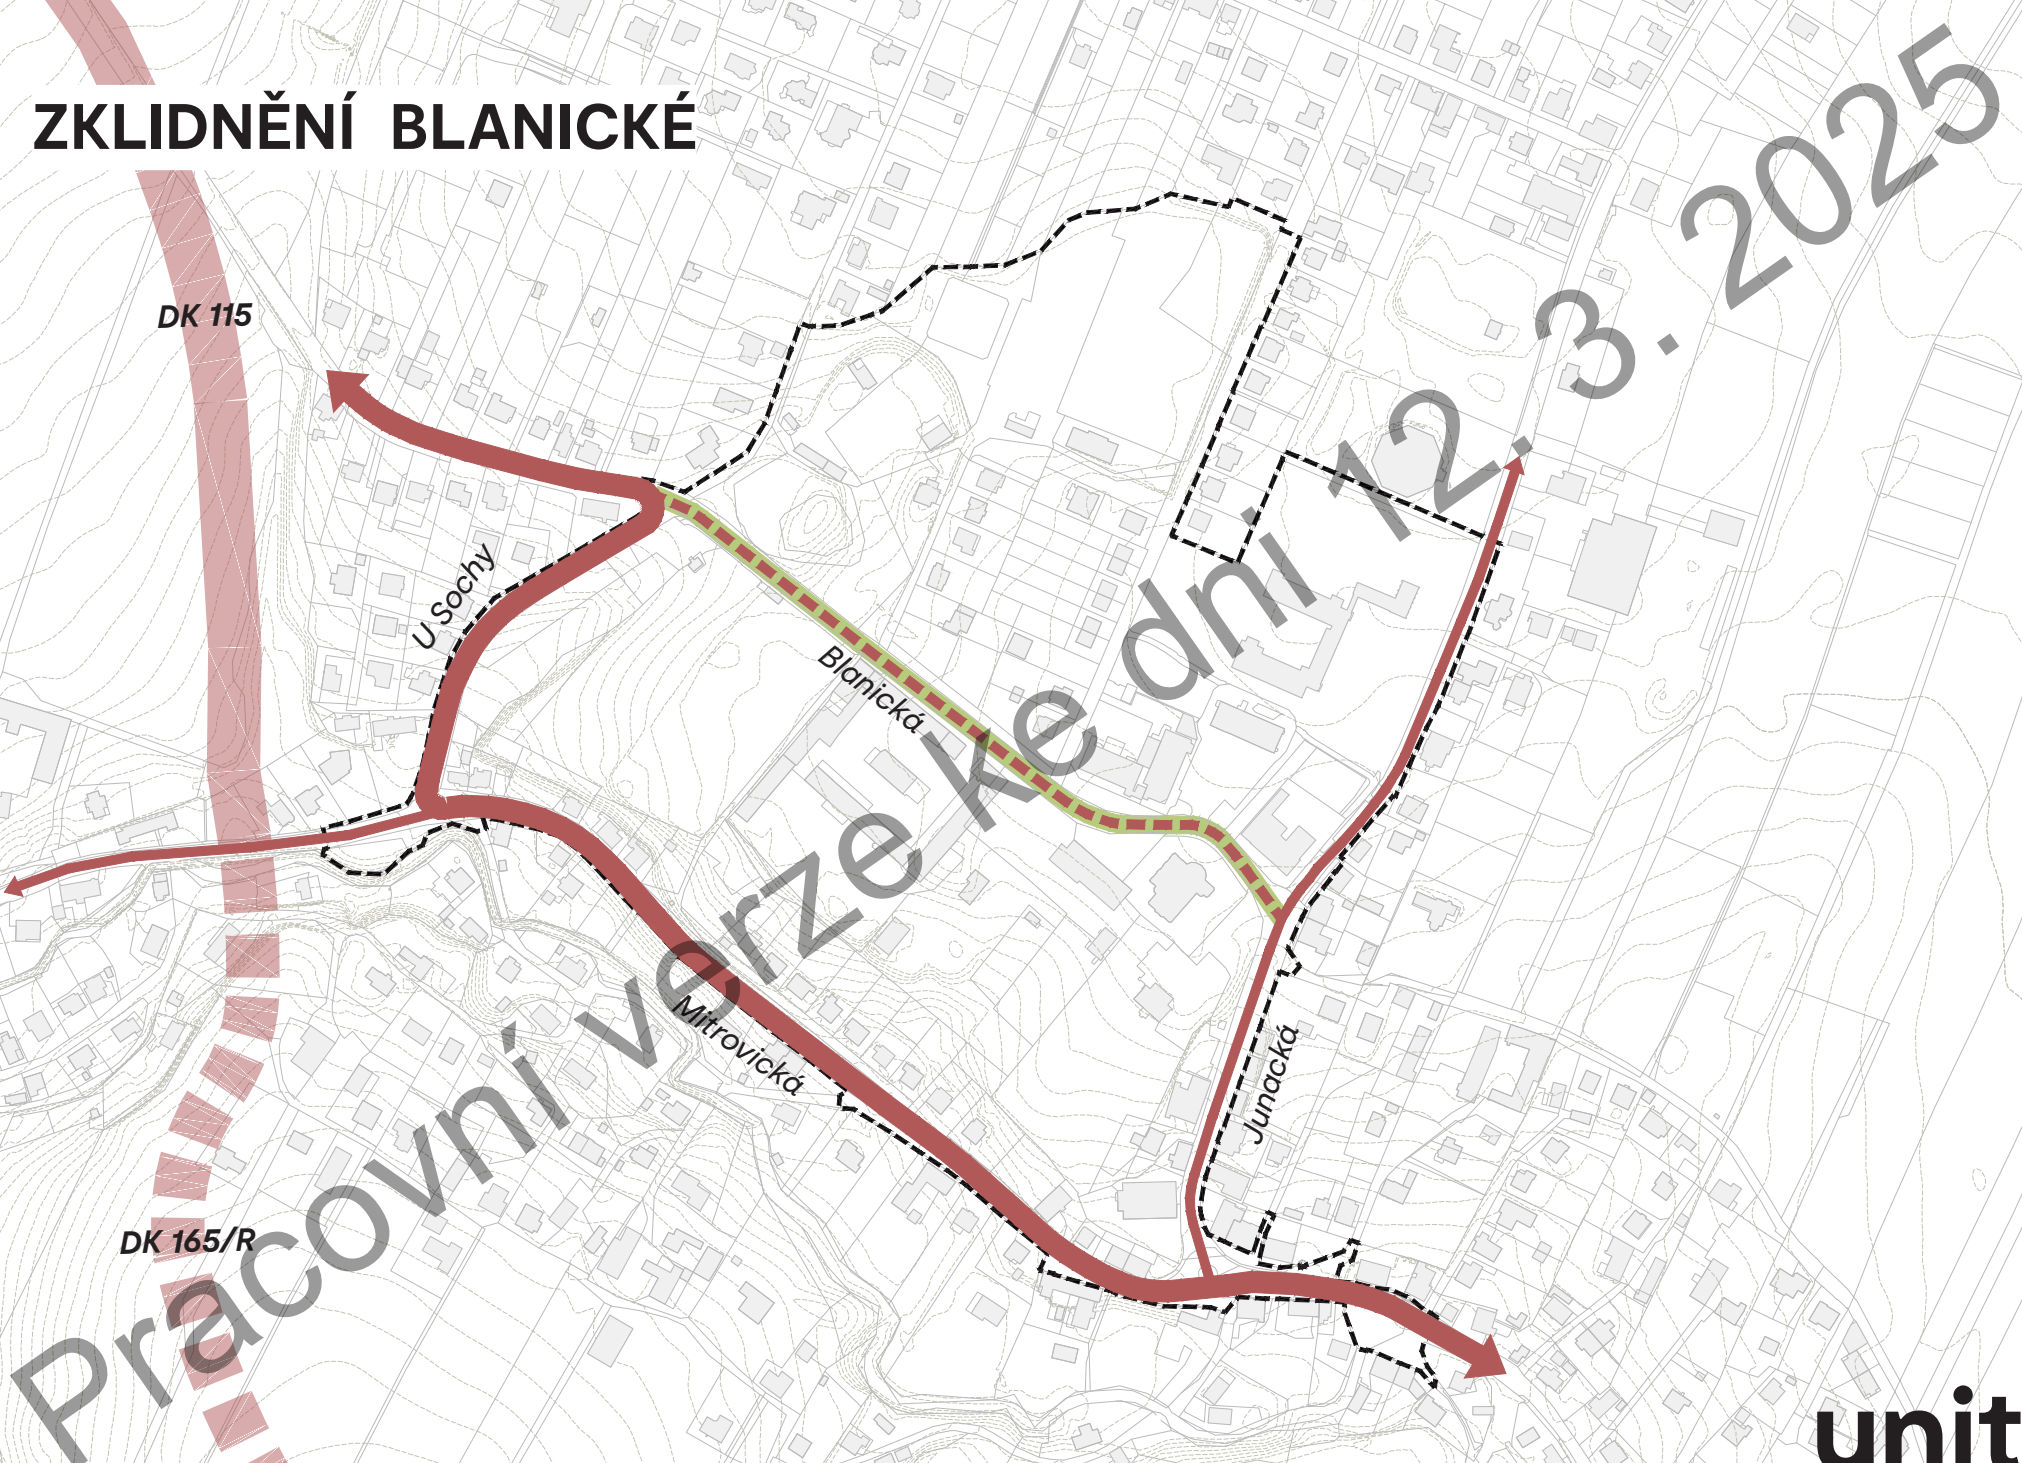 ZKLIDNĚNÍ BLANICKÉ
DK 115
U Sochy
Blanická
Mitrovická
Junacká
DK 165/R
Pracovní verze ke dni 12. 3. 2025
unit